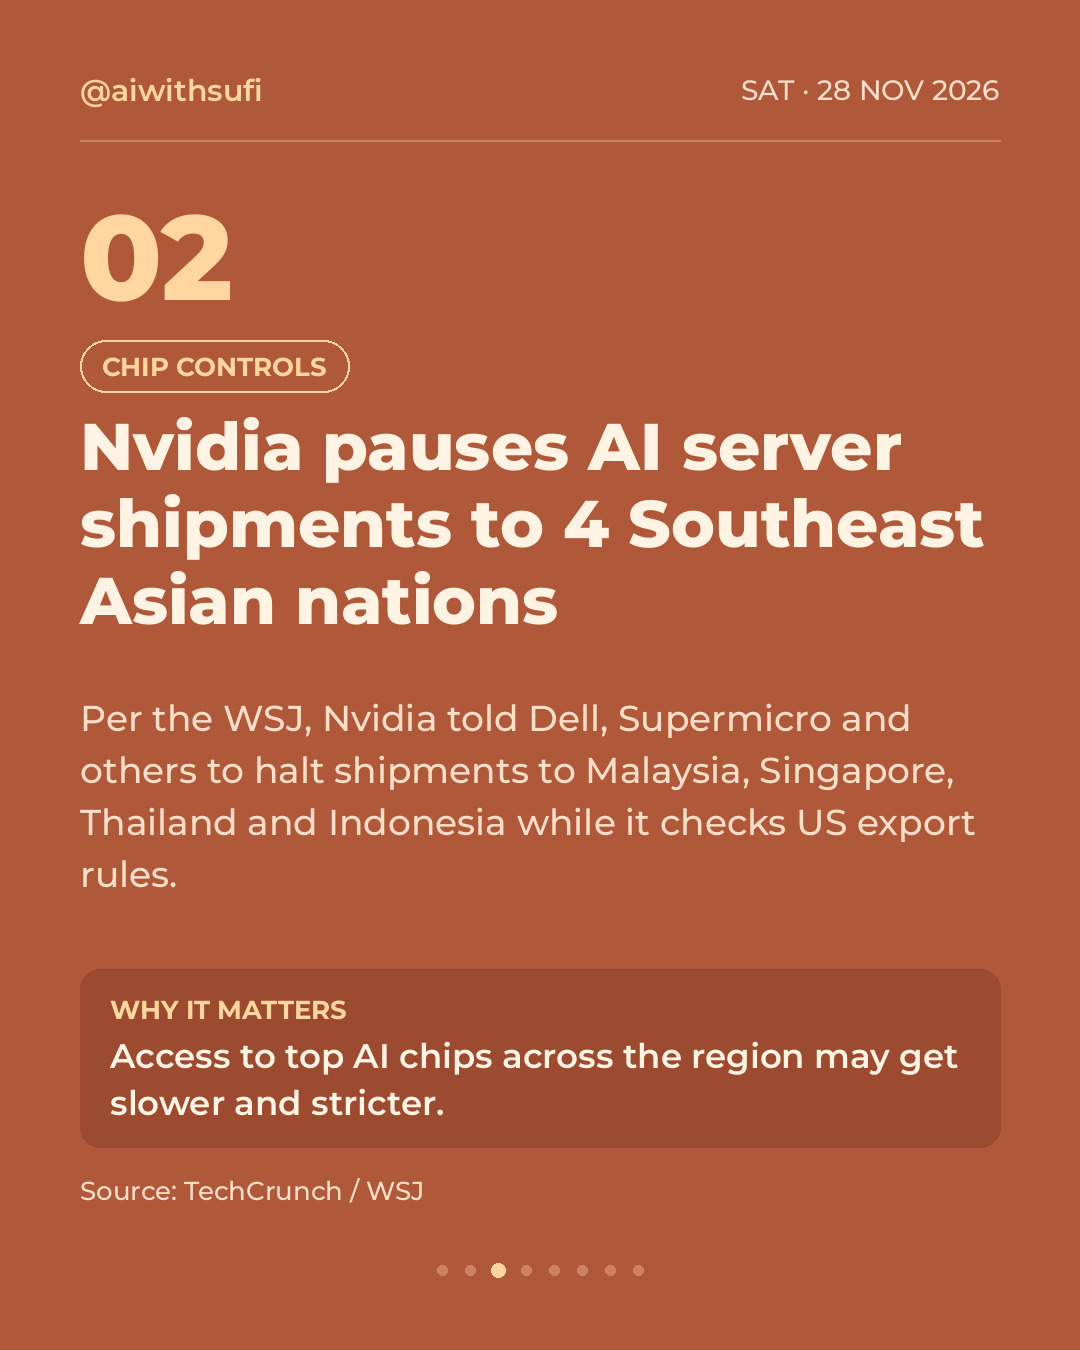 @aiwithsufi
SAT · 28 NOV 2026
02
CHIP CONTROLS
Nvidia pauses AI server
shipments to 4 Southeast
Asian nations
Per the WSJ, Nvidia told Dell, Supermicro and
others to halt shipments to Malaysia, Singapore,
Thailand and Indonesia while it checks US export
rules.
WHY IT MATTERS
Access to top AI chips across the region may get
slower and stricter.
Source: TechCrunch / WSJ